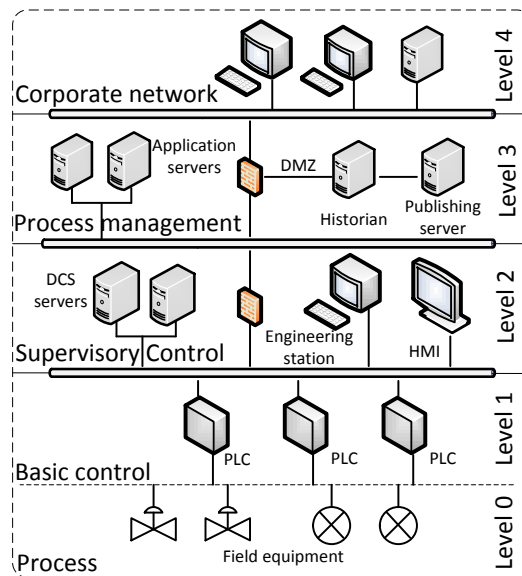 Level 4
Corporate network
Level 3
Application
servers
DMZ
Historian
Publishing
server
Process management
Level 2
DCS
servers
Engineering
station
HMI
Supervisory Control
Level 1
PLC
PLC
PLC
Basic control
Level 0
Field equipment
Process